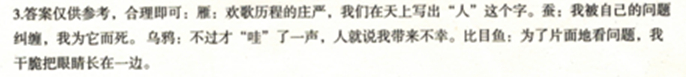 3.答案仅供参考，合理即可：雁：欢歌历程的庄严，我们在天上写出“人”这个字。蚕：我被自己的问题
纠缠，我为它而死。乌鸦：不过才“哇”了一声，人就说我带来不幸。比目鱼：为了片面地看问题，我
干脆把眼睛长在一边。